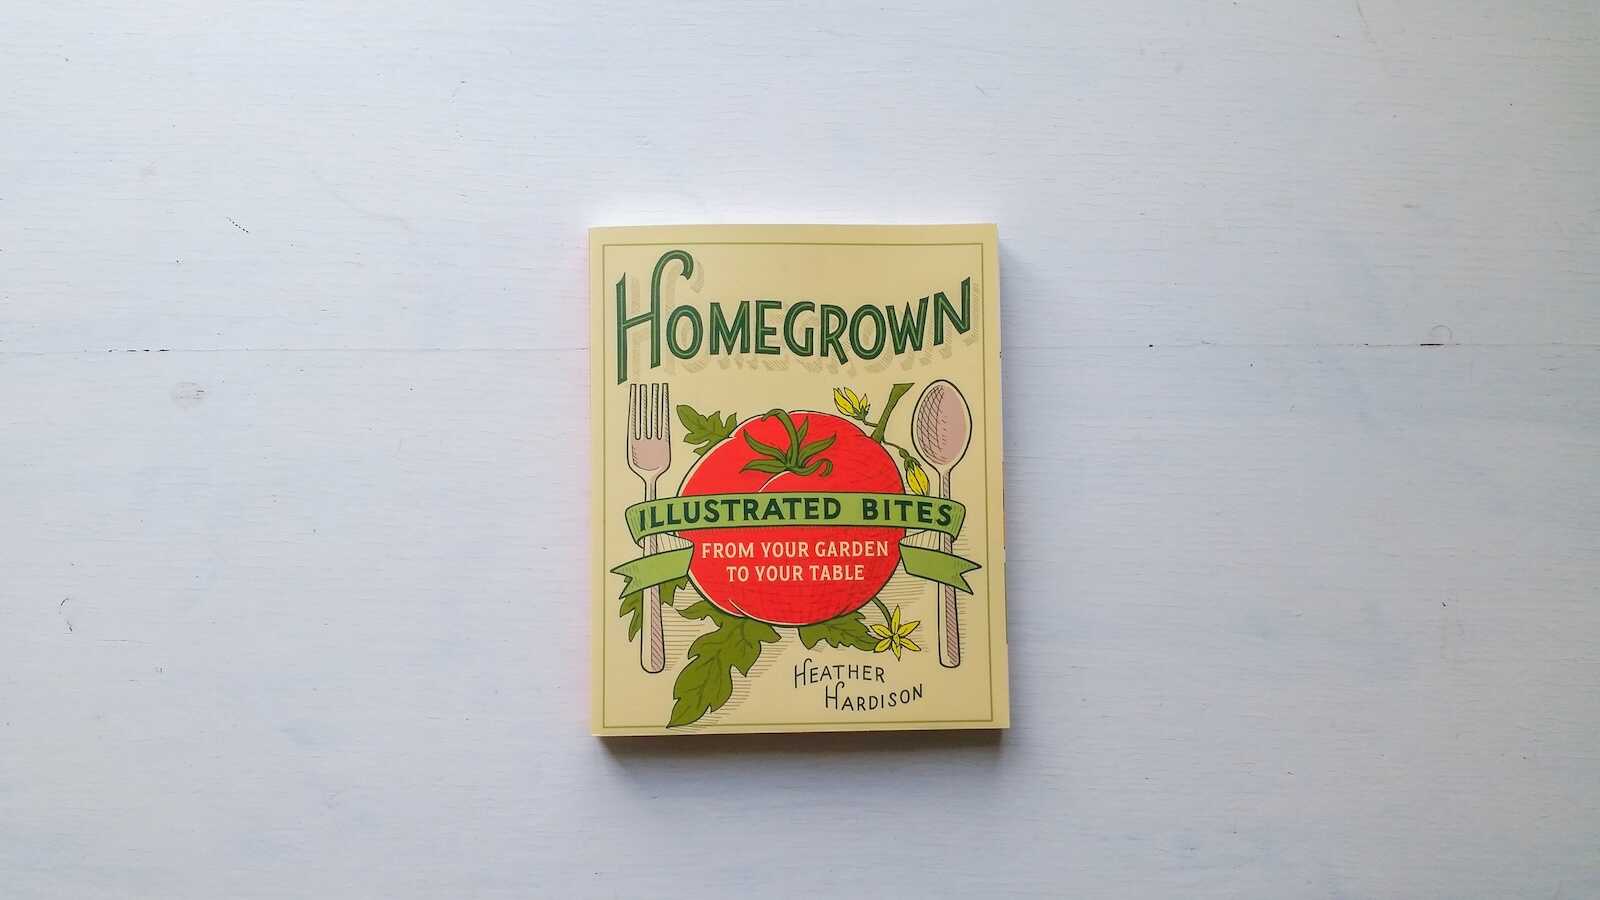 HOMEGROWN
ILLUSTRATED BITES
FROM YOUR GARDEN
TO YOUR TABLE
HEATHER
HARDISON